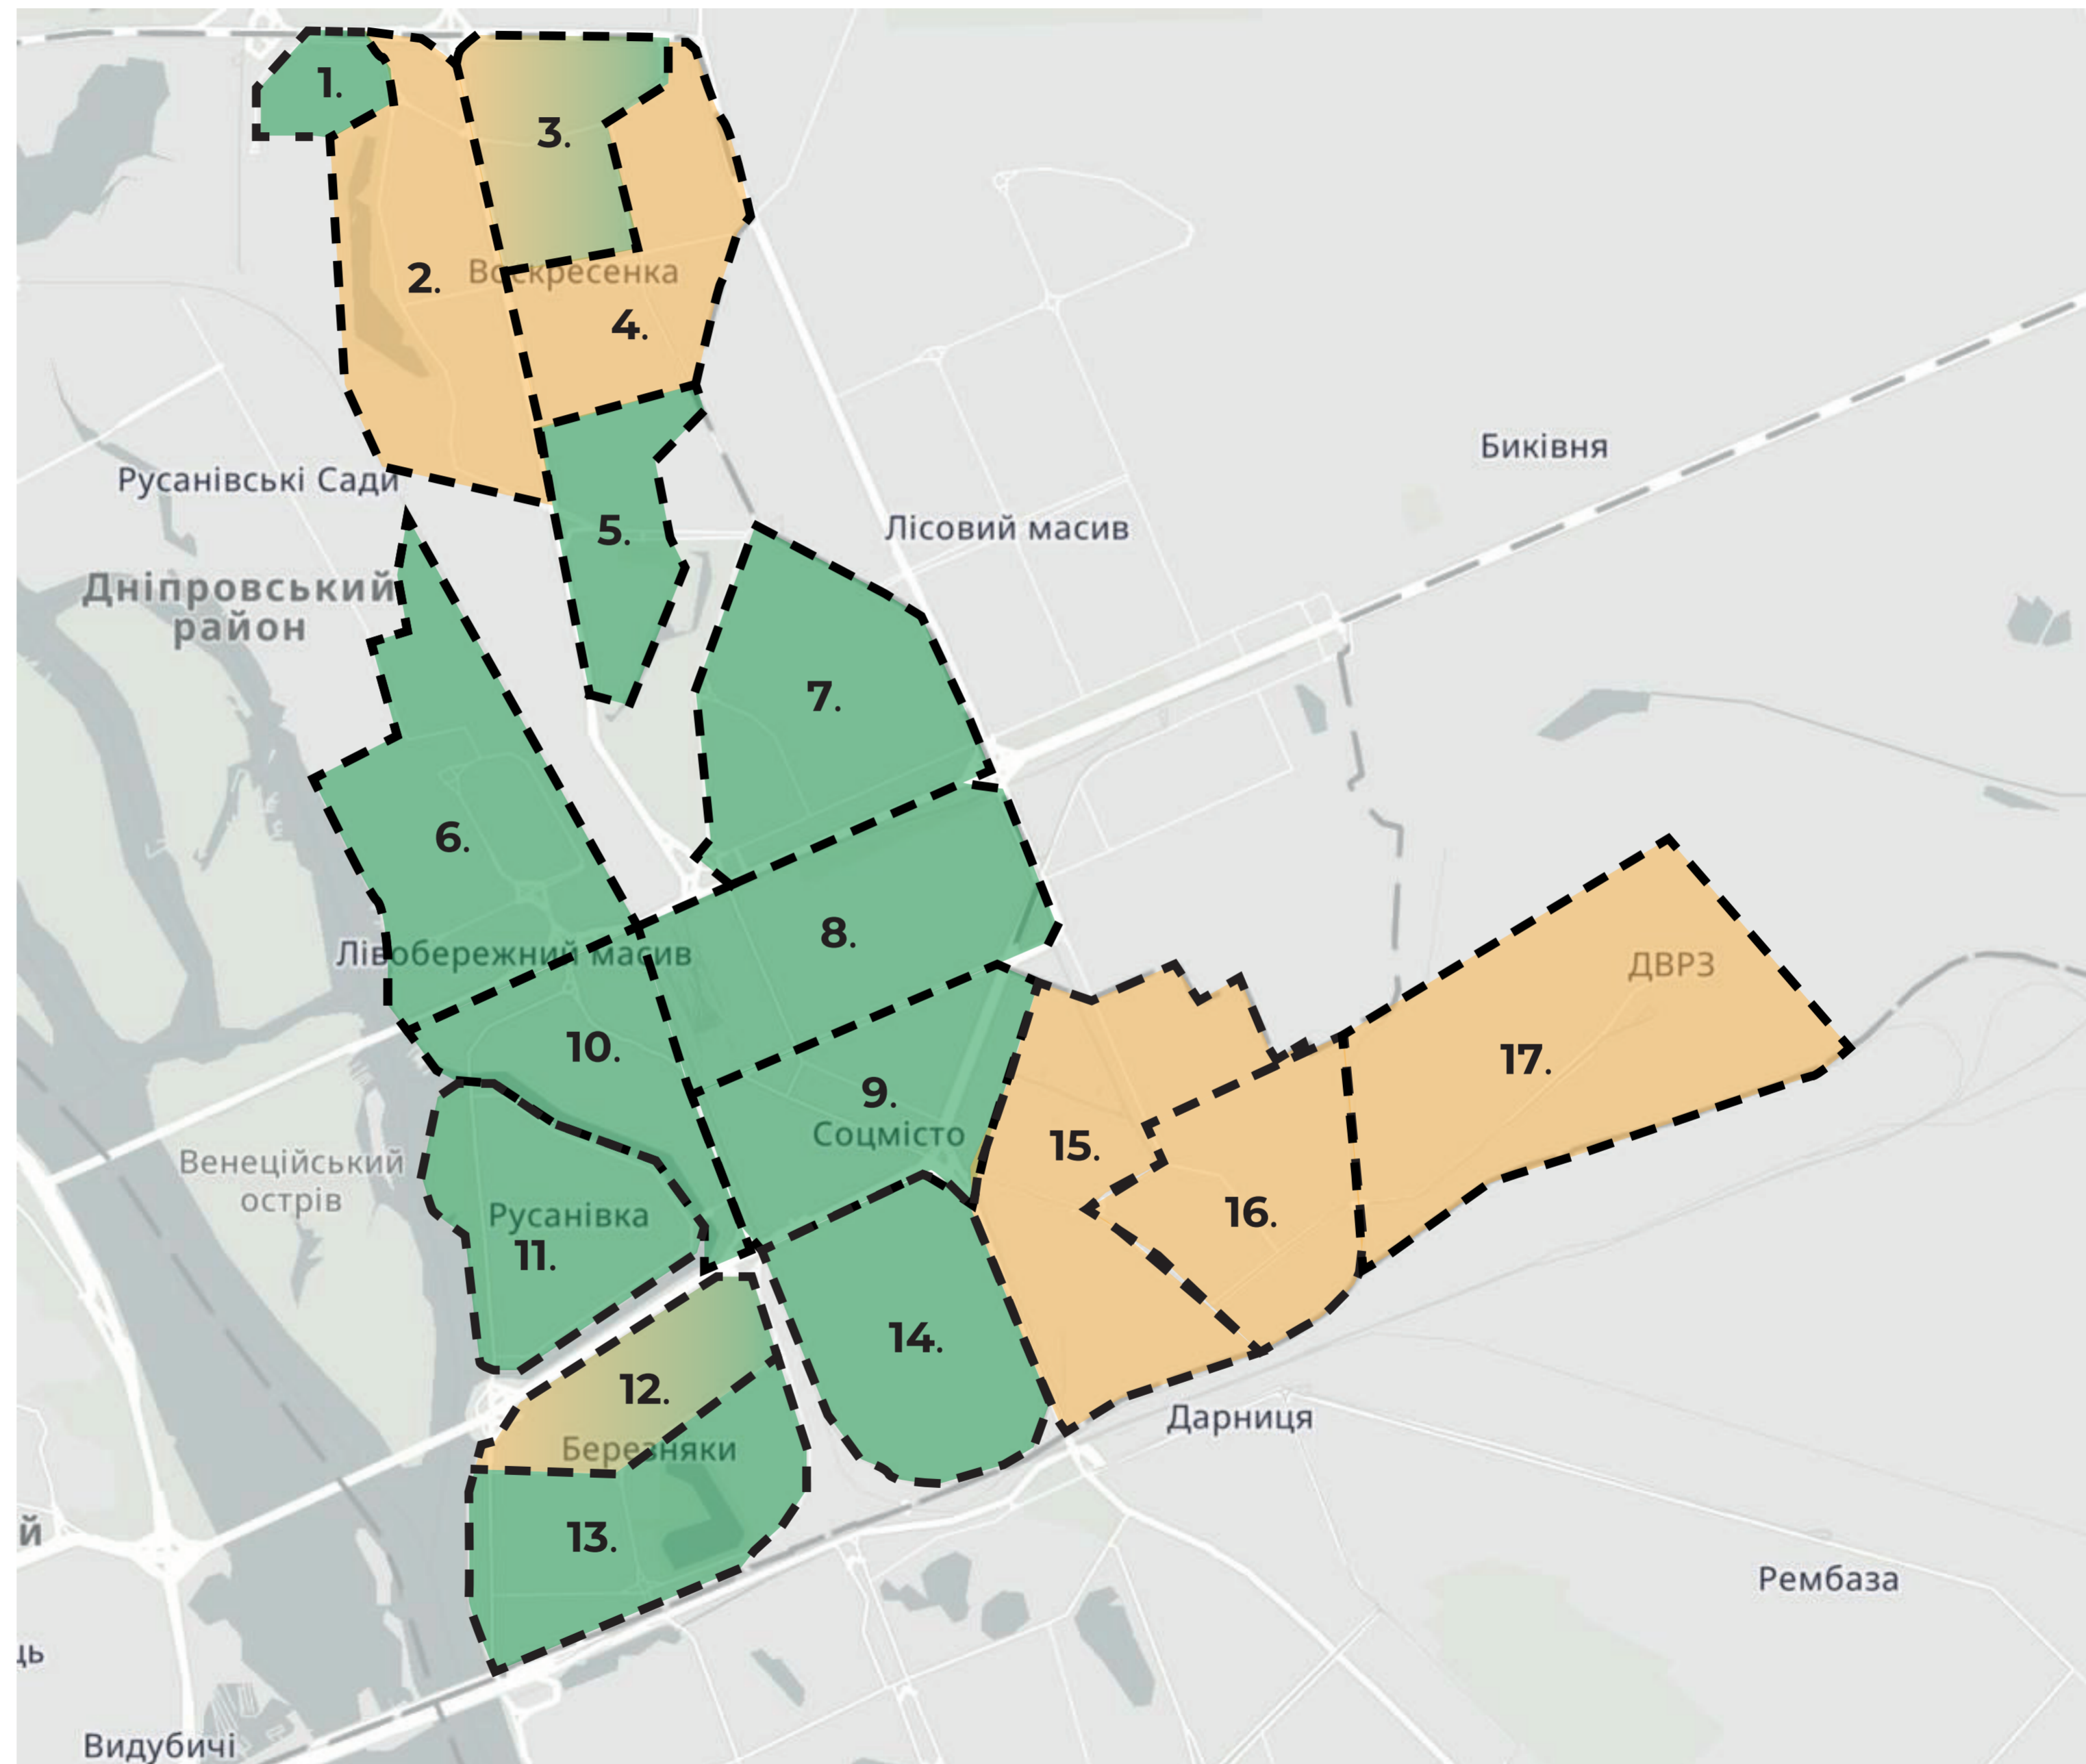 1.
3.
2.
Воскресенка
4.
Биківня
Русанівські Сади
5.
Лісовий масив
Дніпровський
район
7.
6.
8.
Лівобережний масив
ДВРЗ
10.
17.
9.
Соцмісто
15.
Венеційський
острів
Русанівка
16.
11.
14.
12.
Дарниця
Березняки
й
13.
Рембаза
ць
Видубичі